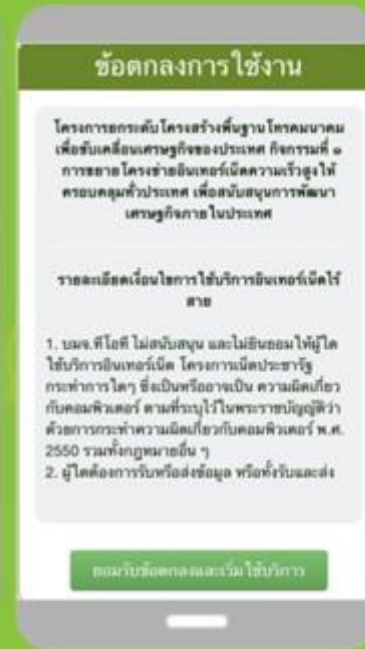 ข้อตกลงการใช้งาน
โครงการยกระดับโครงสร้างพื้นฐานโทรคมนาคม
เพื่อขับเคลื่อนเศรษฐกิจของประเทศ กิจกรรมที่ ๑
การขยายโครงข่ายอินเทอร์เน็ตความเร็วสูงให้
ครอบคลุมทั่วประเทศ เพื่อสนับสนุนการพัฒนา
เศรษฐกิจภายในประเทศ
รายละเอียดเงื่อนไขการใช้บริการอินเทอร์เน็ตไร้
สาย
1. บมจ.ทีโอที ไม่สนับสนุน และไม่ยินยอมให้ผู้ใด
ใช้บริการอินเทอร์เน็ต โครงการเน็ตประชารัฐ
กระทำการใดๆ ซึ่งเป็นหรืออาจเป็น ความผิดเกี่ยว
กับคอมพิวเตอร์ ตามที่ระบุไว้ในพระราชบัญญัติว่า
ด้วยการกระทำความผิดเกี่ยวกับคอมพิวเตอร์ พ.ศ.
2550 รวมทั้งกฎหมายอื่น ๆ
2. ผู้ใดต้องการรับหรือส่งข้อมูล หรือทั้งรับและส่ง
ยอมรับข้อตกลงและเริ่มใช้บริการ